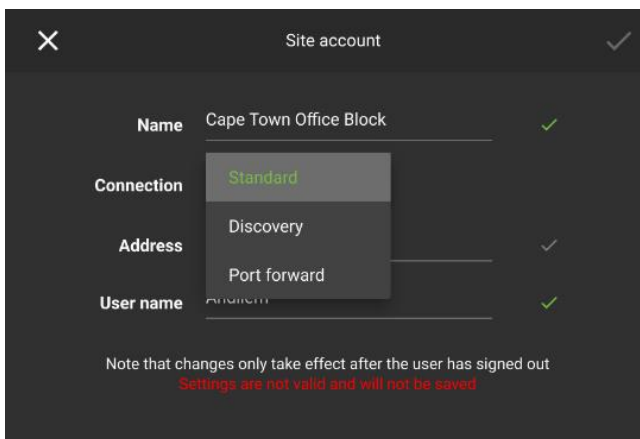 Site account
Name Cape Town Office Block
Connection Standard
Discovery
Address
Port forward
User name
Note that changes only take effect after the user has signed out
Settings are not valid and will not be saved